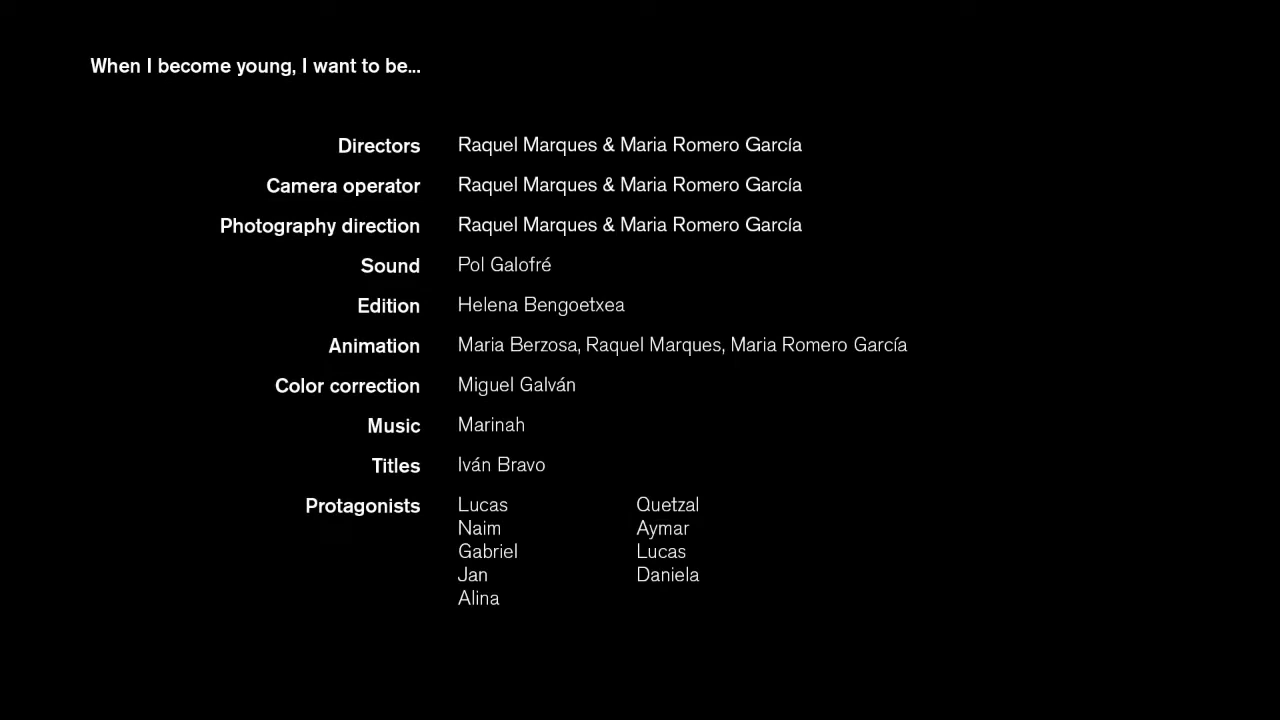 When I become young, I want to be...
Directors Raquel Marques & Maria Romero García
Camera operator Raquel Marques & Maria Romero García
Photography direction Raquel Marques & Maria Romero García
Sound Pol Galofré
Edition Helena Bengoetxea
Animation Maria Berzosa, Raquel Marques, Maria Romero García
Color correction Miguel Galván
Music Marinah
Titles Iván Bravo
Protagonists Lucas Quetzal
Naim Aymar
Gabriel Lucas
Jan Daniela
Alina